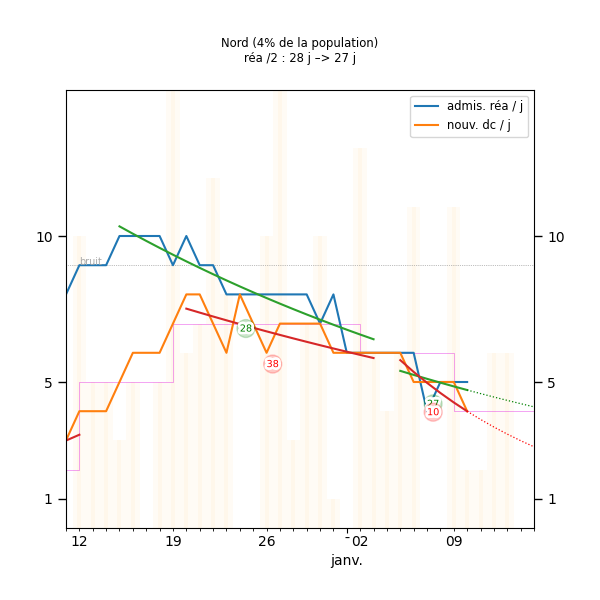 Nord (4% de la population)
réa /2 : 28 j –> 27 j
admis. réa / j
nouv. dc / j
10
10
bruit
28
38
5
5
27
10
1
1
12
19
26
02
09
janv.